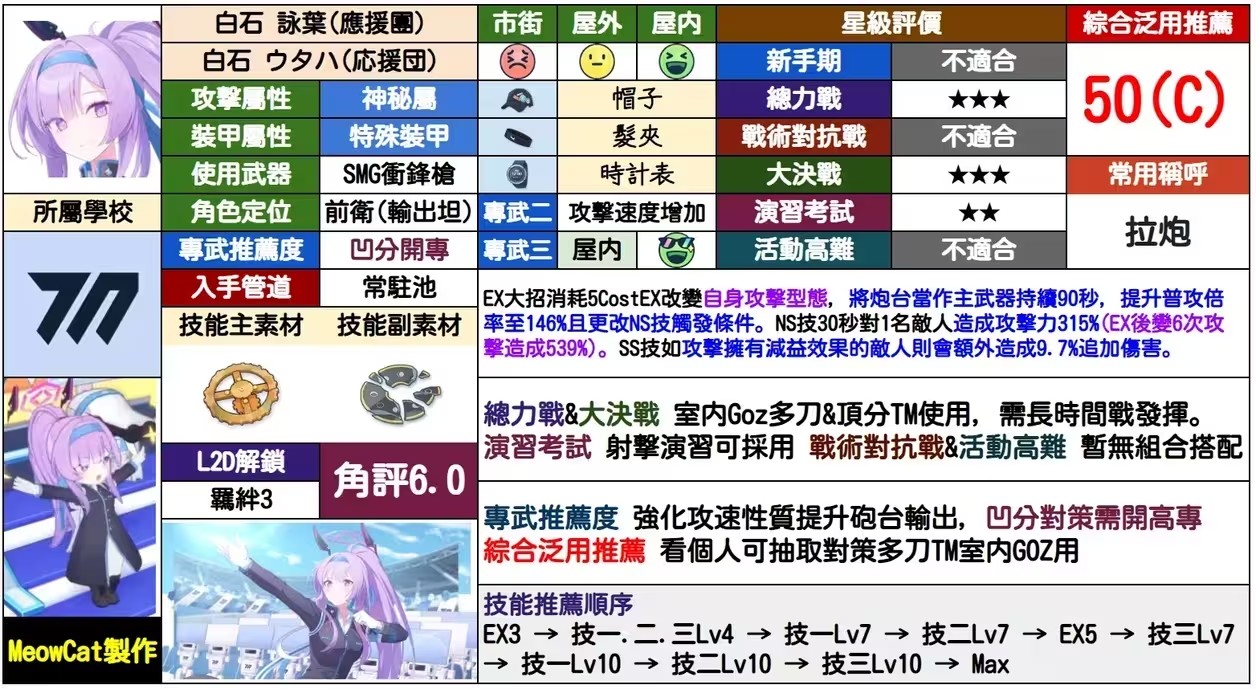 白石 詠葉(應援團)
白石 ウタハ(応援団)
攻擊屬性 神秘屬
裝甲屬性 特殊裝甲
使用武器 SMG衝鋒槍
所屬學校
角色定位 前衛(輸出坦)
專武推薦度 凹分開專
入手管道 常駐池
技能主素材 技能副素材
L2D解鎖
羈絆3
角評6.0
MeowCat製作
市街 屋外 屋内
帽子
髮夾
時計表
專武二 攻擊速度增加
專武三 屋内
星級評價
新手期 不適合
總力戰 ★★★
戰術對抗戰 不適合
大決戰 ★★★
演習考試 ★★
活動高難 不適合
綜合泛用推薦
50(C)
常用稱呼
拉炮
EX大招消耗5CostEX改變自身攻擊型態，將炮台當作主武器持續90秒，提升普攻倍
率至146%且更改NS技觸發條件。NS技30秒對1名敵人造成攻擊力315%(EX後變6次攻
擊造成539%)。SS技如攻擊擁有減益效果的敵人則會額外造成9.7%追加傷害。
總力戰&大決戰 室内Goz多刀&頂分TM使用，需長時間戰發揮。
演習考試 射擊演習可採用 戰術對抗戰&活動高難 暫無組合搭配
專武推薦度 強化攻速性質提升砲台輸出，凹分對策需開高專
綜合泛用推薦 看個人可抽取對策多刀TM室内GOZ用
技能推薦順序
EX3 → 技一.二.三Lv4 → 技一Lv7 → 技二Lv7 → EX5 → 技三Lv7
→ 技一Lv10 → 技二Lv10 → 技三Lv10 → Max